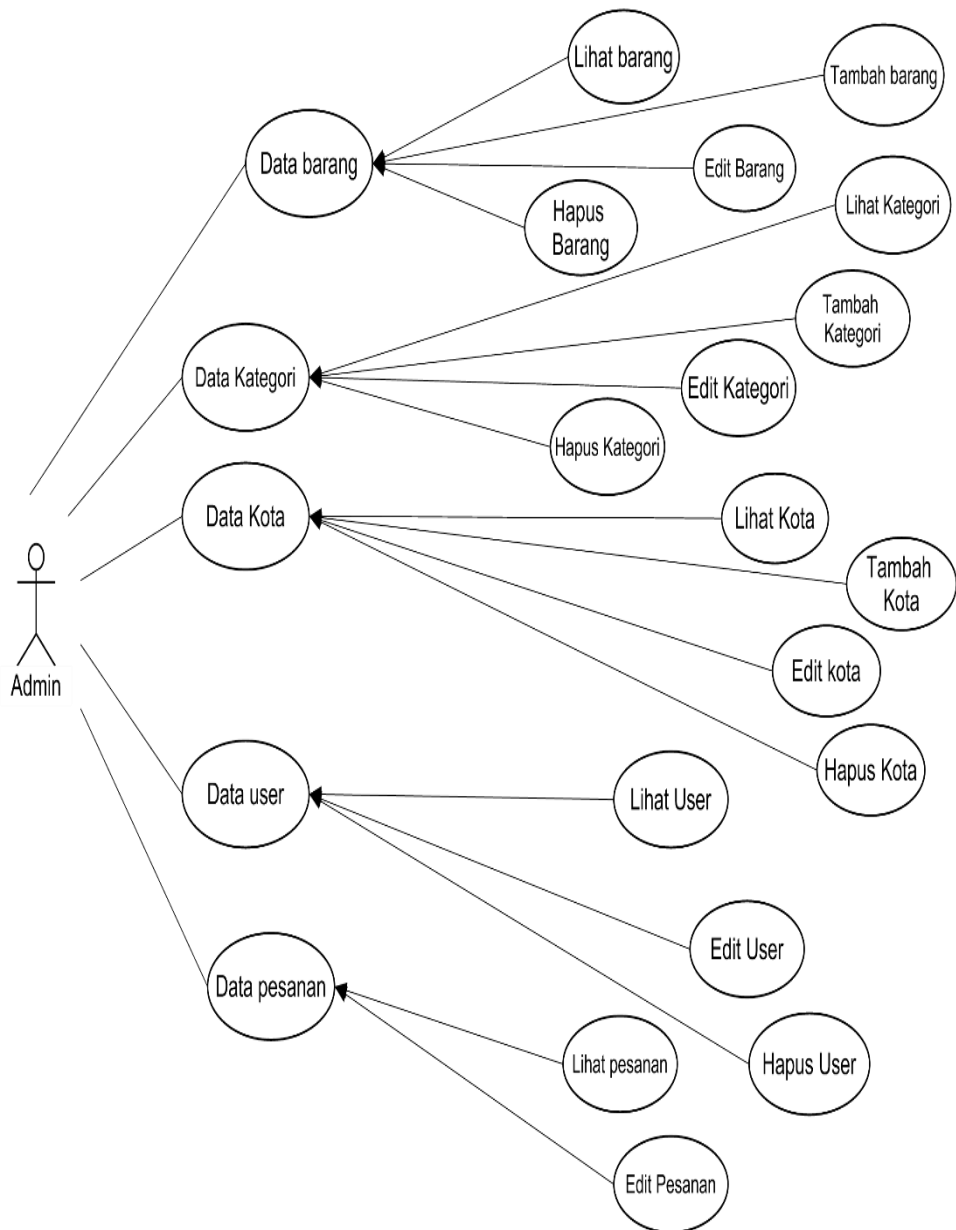 Lihat barang
Tambah barang
Data barang
Edit Barang
Hapus
Barang
Lihat Kategori
Tambah
Kategori
Data Kategori
Edit Kategori
Hapus Kategori
Data Kota
Lihat Kota
Tambah
Kota
Edit kota
Admin
Hapus Kota
Data user
Lihat User
Edit User
Data pesanan
Lihat pesanan
Hapus User
Edit Pesanan